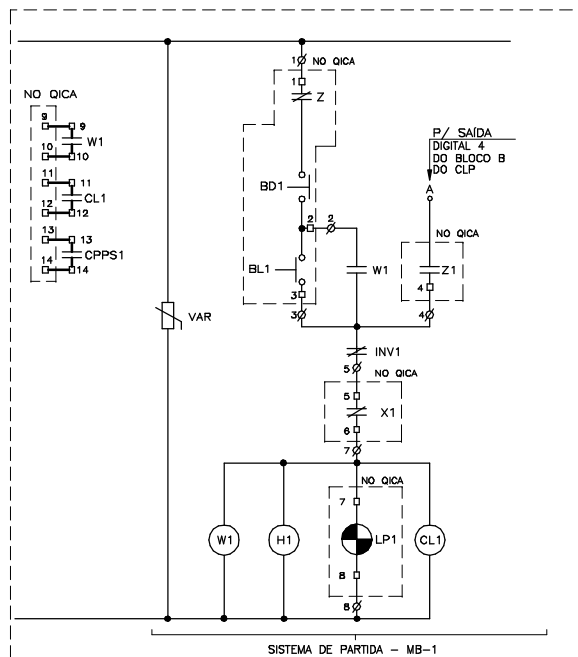 1 NO QICA
1
Z
NO QICA
9 9
W1
10 10
11 11
CL1
12 12
13 13
CPPS1
14 14
P/ SAÍDA
DIGITAL 4
DO BLOCO B
DO CLP
A
BD1
2 2
NO QICA
BL1
W1
Z1
3
4
3
4
VAR
INV1
5
NO QICA
5
X1
6
7
NO QICA
7
W1
H1
LP1
CL1
8
8
SISTEMA DE PARTIDA – MB-1